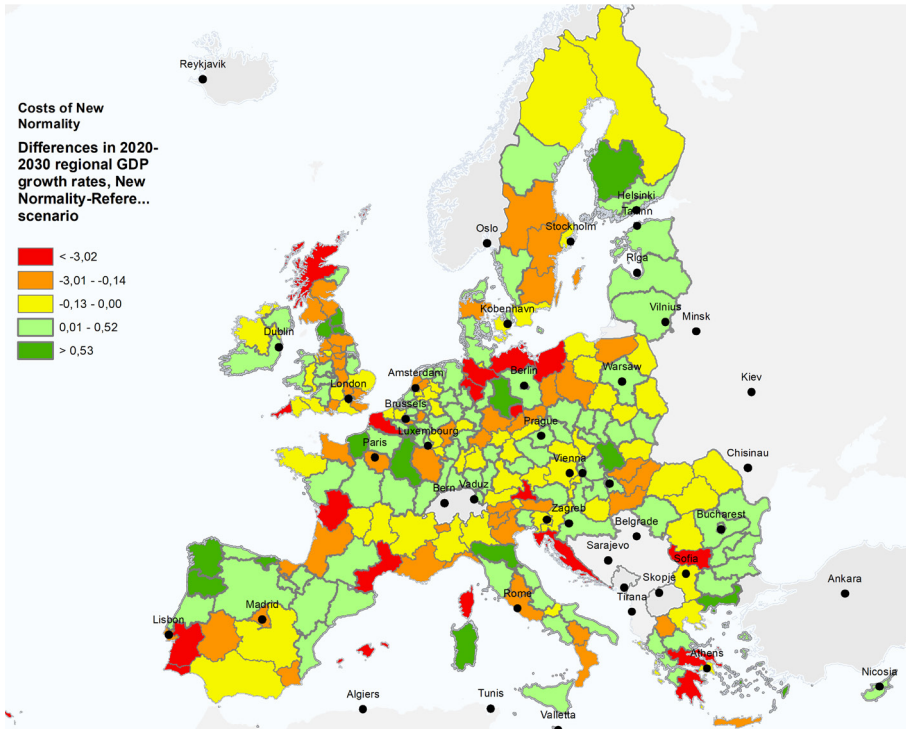 Reykjavik
Costs of New
Normality
Differences in 2020-
2030 regional GDP
growth rates, New
Normality-Refere...
scenario
< -3,02
-3,01 - -0,14
-0,13 - 0,00
0,01 - 0,52
> 0,53
Helsinki
Tallinn
Oslo
Stockholm
Riga
Vilnius
Minsk
Kobenhavn
Dublin
London
Amsterdam
Berlin
Warsaw
Kiev
Brussels
Luxembourg
Prague
Paris
Vienna
Chisinau
Bern
Vaduz
Zagreb
Belgrade
Bucharest
Sarajevo
Sofia
Skopje
Ankara
Rome
Tirana
Madrid
Lisbon
Athens
Nicosia
Algiers
Tunis
Valletta